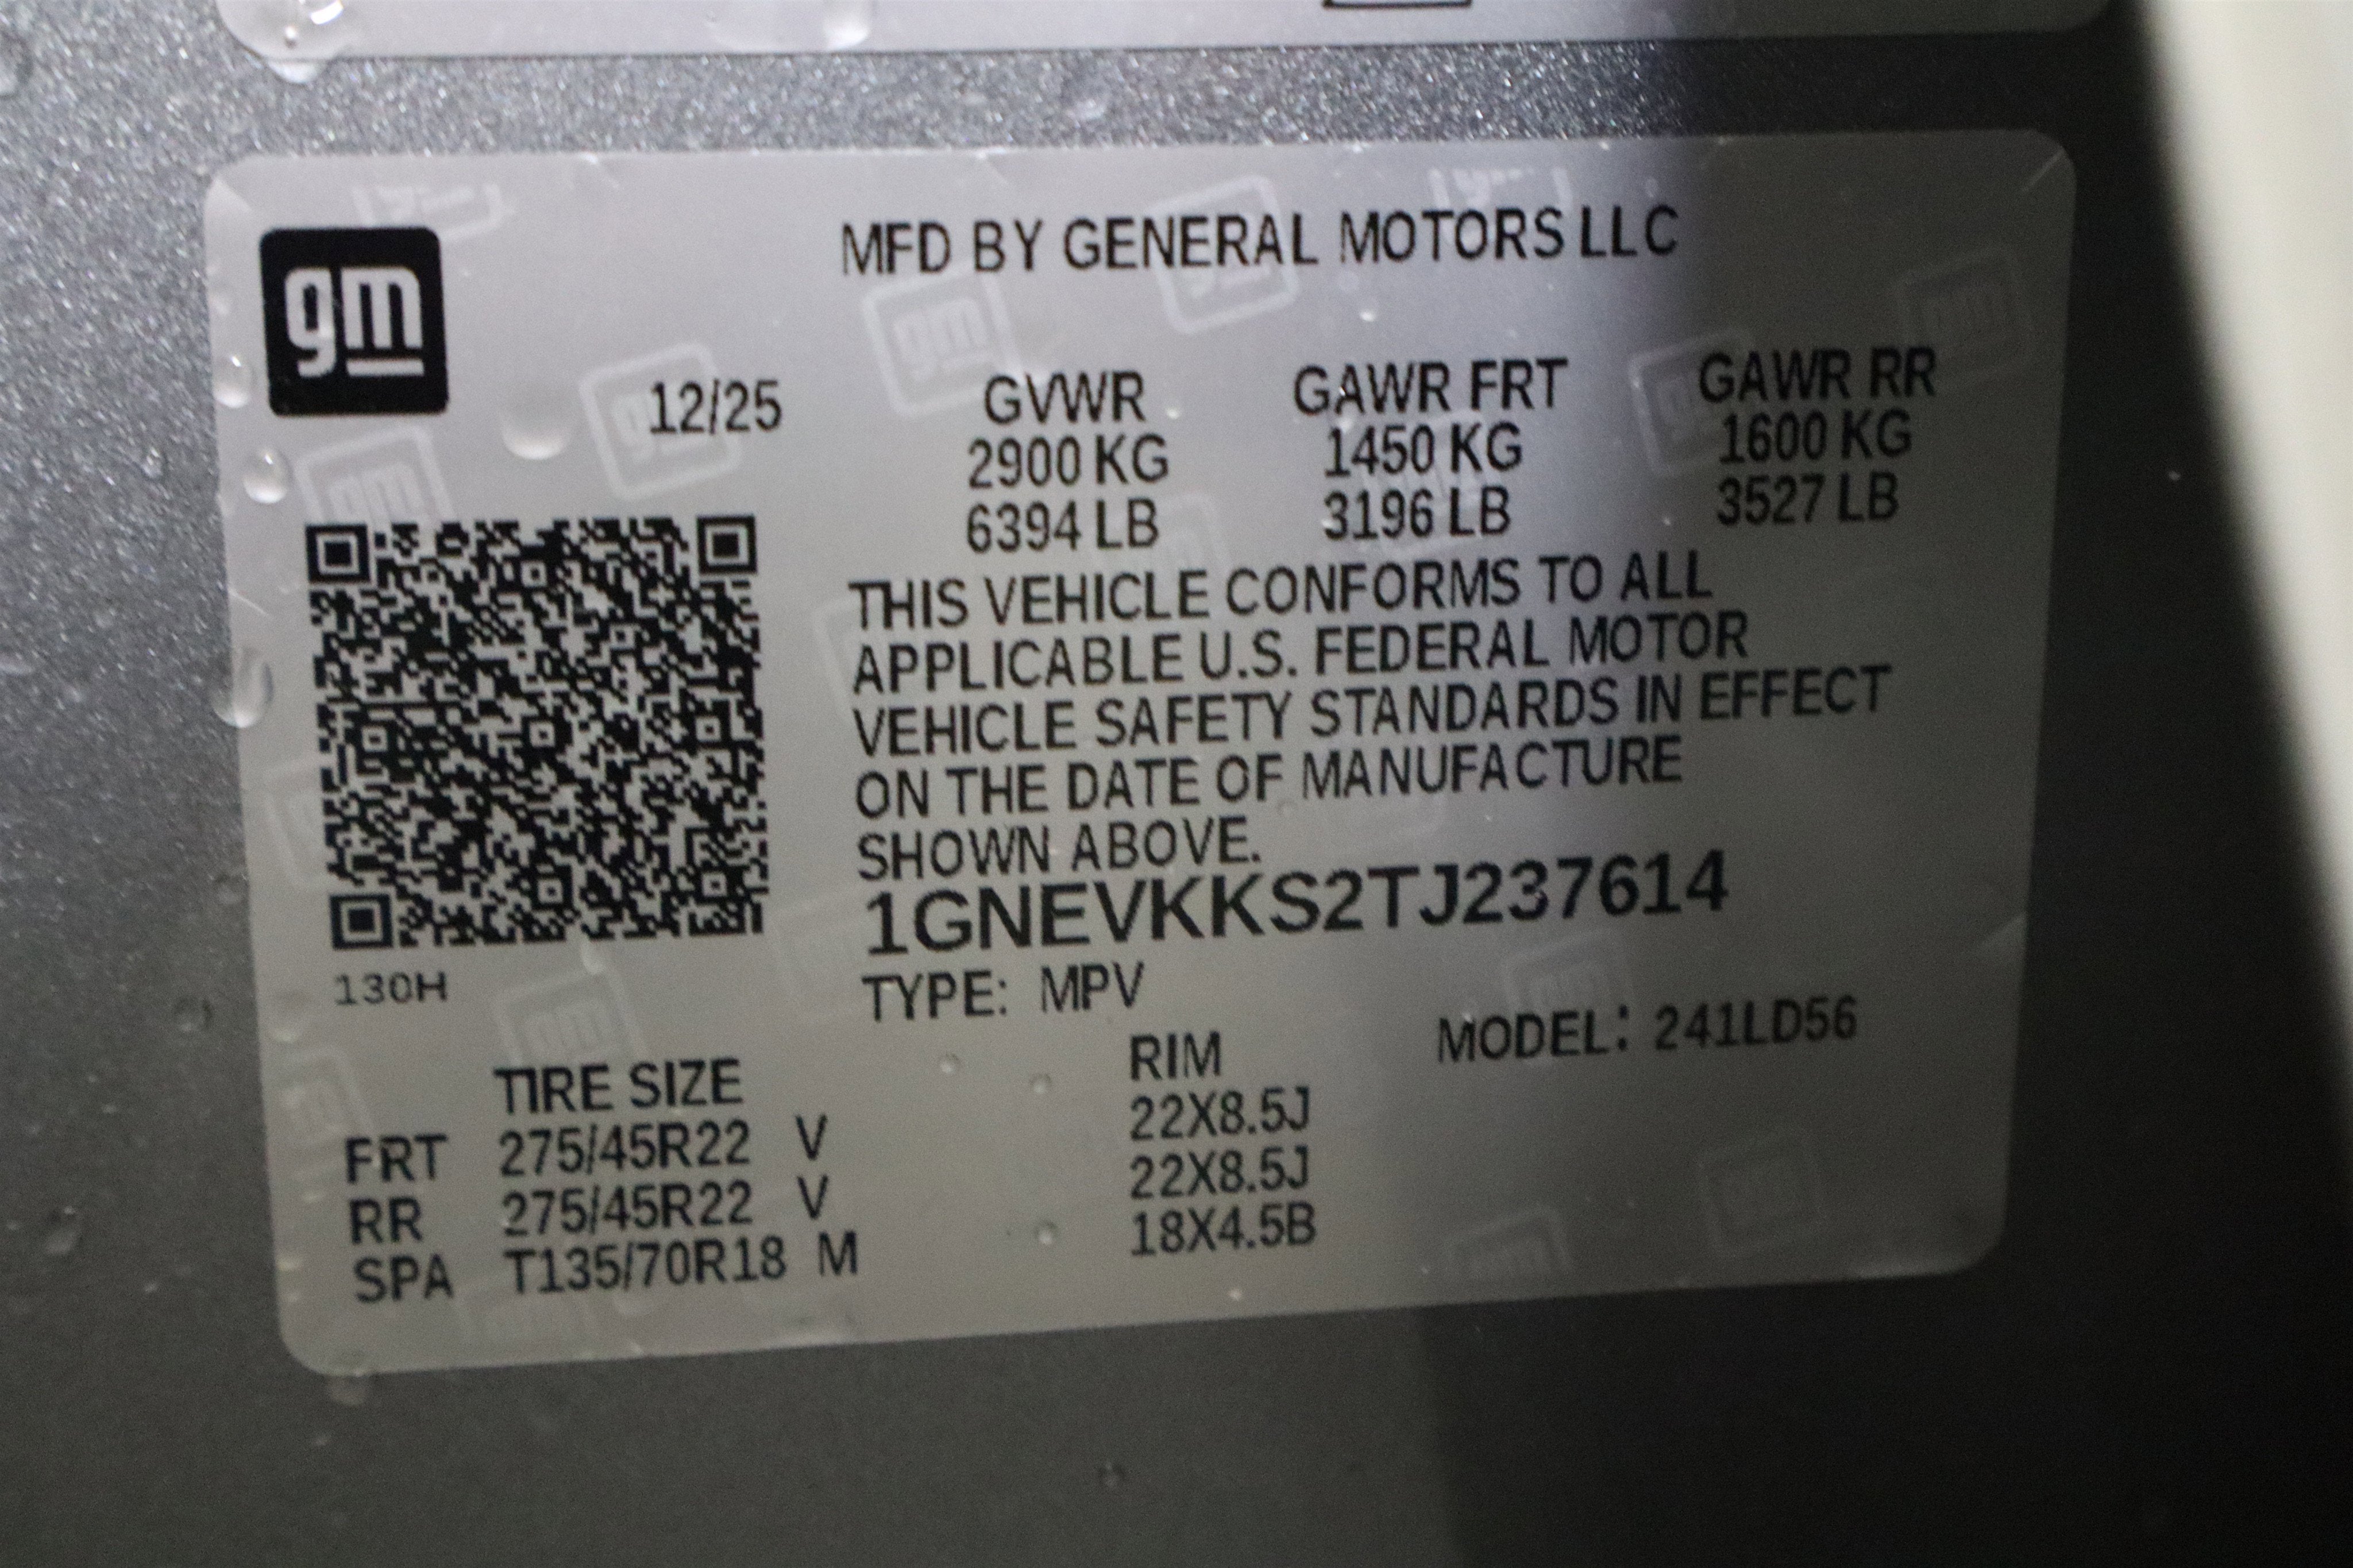 gm
MFD BY GENERAL MOTORS LLC
12/25
GVWR GAWR FRT GAWR RR
2900 KG 1450 KG 1600 KG
6394 LB 3196 LB 3527 LB
THIS VEHICLE CONFORMS TO ALL
APPLICABLE U.S. FEDERAL MOTOR
VEHICLE SAFETY STANDARDS IN EFFECT
ON THE DATE OF MANUFACTURE
SHOWN ABOVE.
1GNEVKKS2TJ237614
130H
TYPE: MPV
MODEL: 241LD56
TIRE SIZE RIM
FRT 275/45R22 V 22X8.5J
RR 275/45R22 V 22X8.5J
SPA T135/70R18 M 18X4.5B